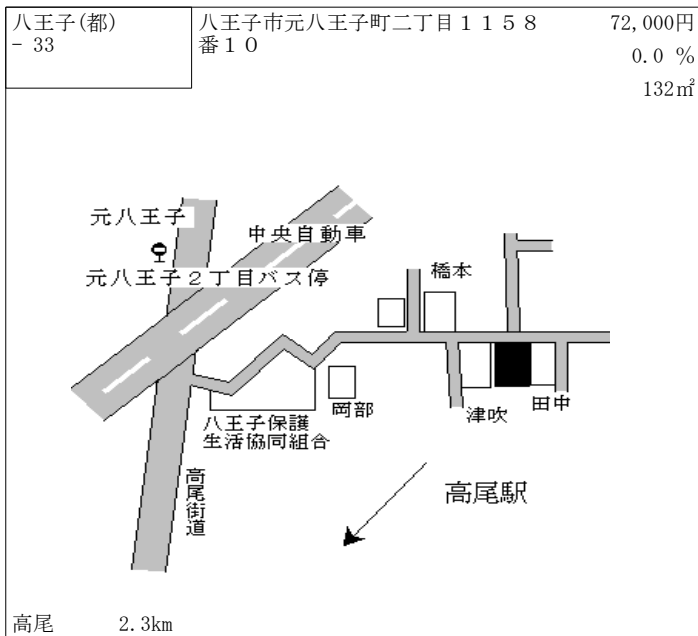 八王子(都)
- 33
八王子市元八王子町二丁目１１５８
番１０
72,000円
0.0 %
132㎡
元八王子
中央自動車
元八王子２丁目バス停
橋本
岡部
津吹
田中
八王子保護
生活協同組合
高尾街道
高尾駅
高尾 2.3km